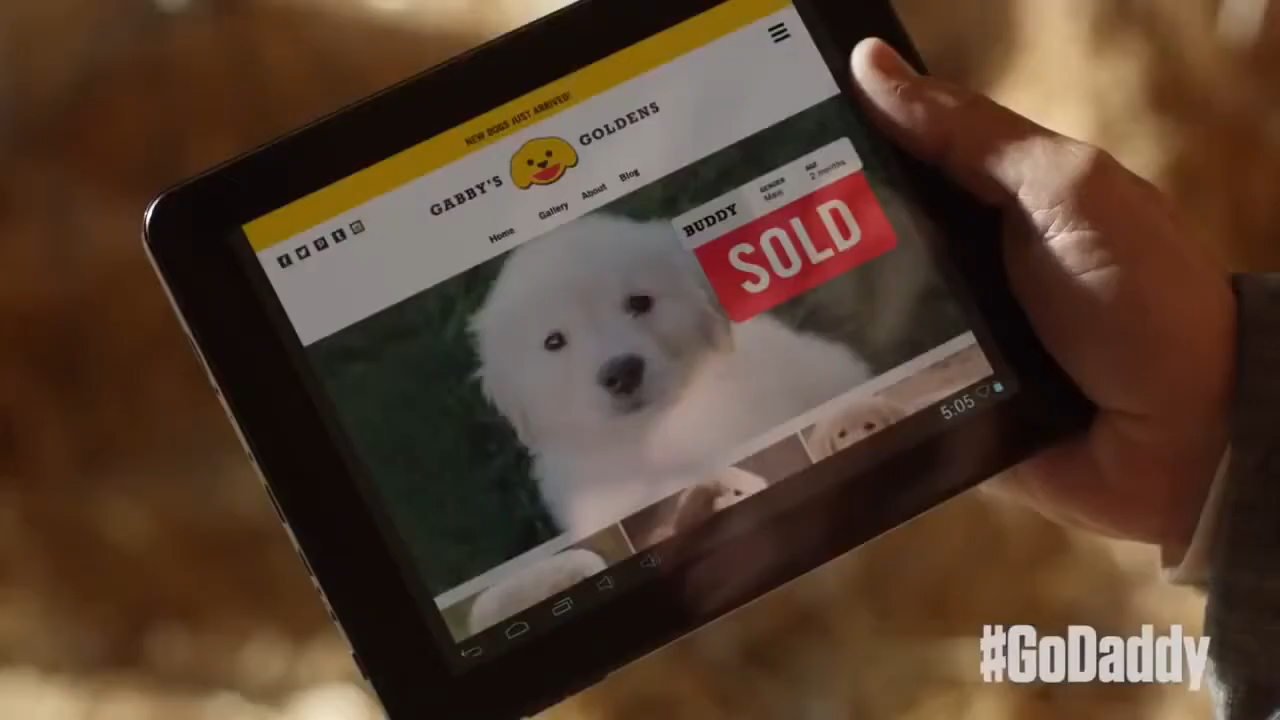 NEW DOGS JUST ARRIVED!
GABBY'S GOLDENS
Home Gallery About Blog
BUDDY
GENDER
Male
AGE
2 months
SOLD
5:05
#GoDaddy